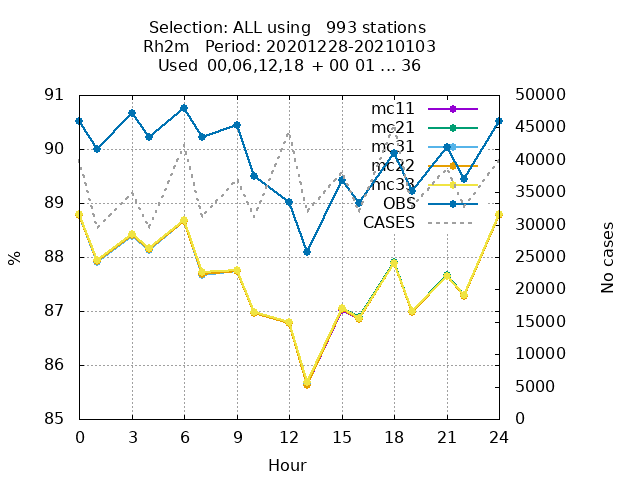 Selection: ALL using   993 stations
Rh2m   Period: 20201228-20210103
Used  00,06,12,18  + 00 01 ... 36
91
90
89
88
87
86
85
%
50000
45000
40000
35000
30000
25000
20000
15000
10000
5000
0
No cases
mc11
mc21
mc31
mc22
mc33
OBS
CASES
0 3 6 9 12 15 18 21 24
Hour